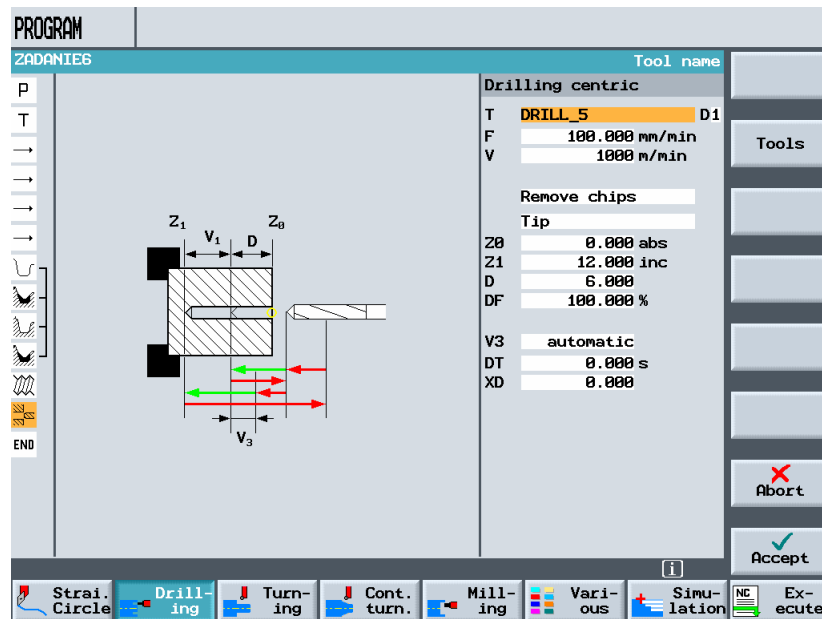 PROGRAM
ZADANIE6 Tool name
P
T
END
Z1 V1 D Z0
V3
Drilling centric
T DRILL_5 D1
F 100.000 mm/min
V 1000 m/min
Remove chips
Tip
Z0 0.000 abs
Z1 12.000 inc
D 6.000
DF 100.000 %
V3 automatic
DT 0.000 s
XD 0.000
Tools
Abort
Accept
i
Strai. Circle
Drill- ing
Turn- ing
Cont. turn.
Mill- ing
Vari- ous
Simu- lation
NC Ex- ecute